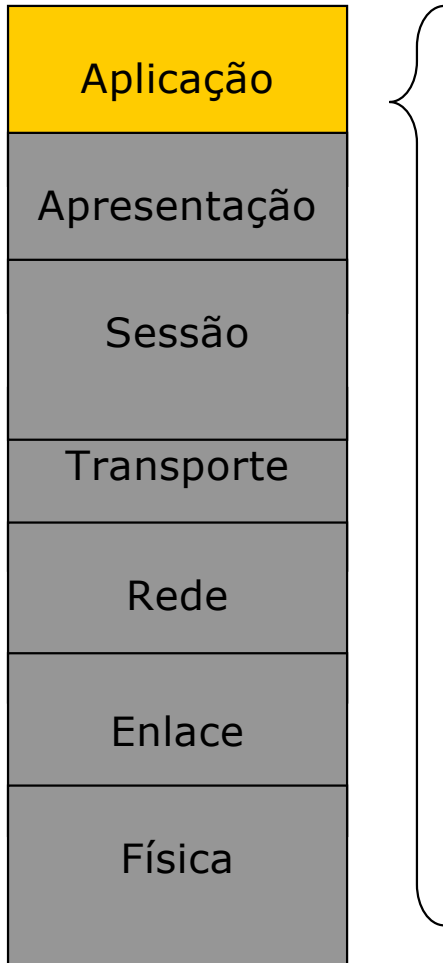 Aplicação
Apresentação
Sessão
Transporte
Rede
Enlace
Física